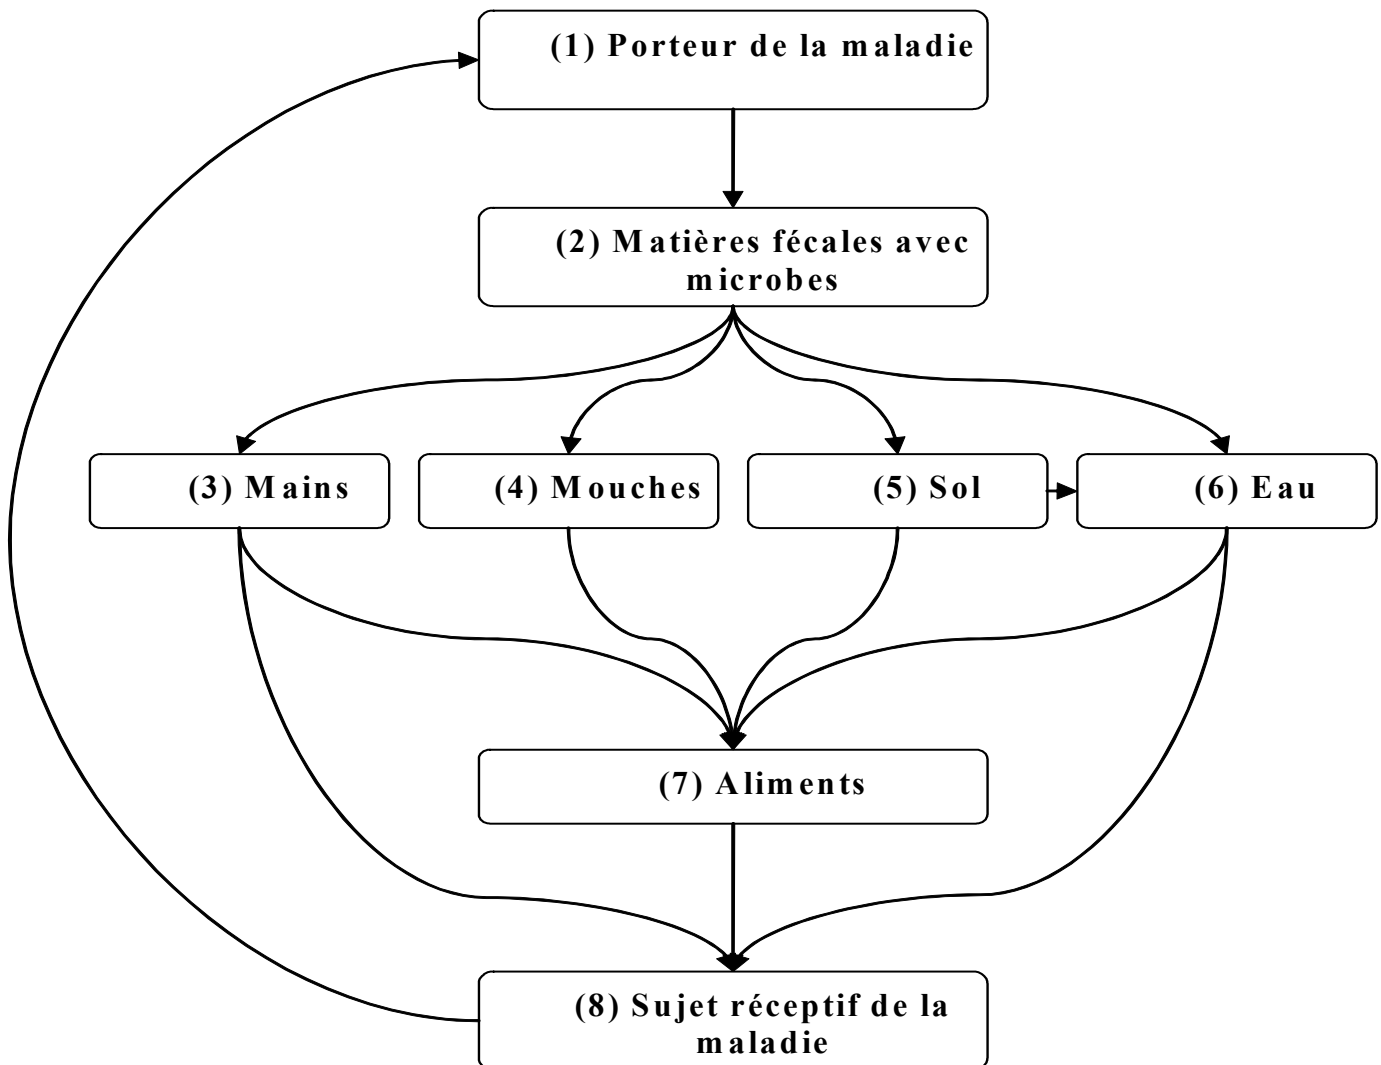 (1) Porteur de la maladie
(2) Matières fécales avec
microbes
(3) Mains
(4) Mouches
(5) Sol
(6) Eau
(7) Aliments
(8) Sujet réceptif de la
maladie